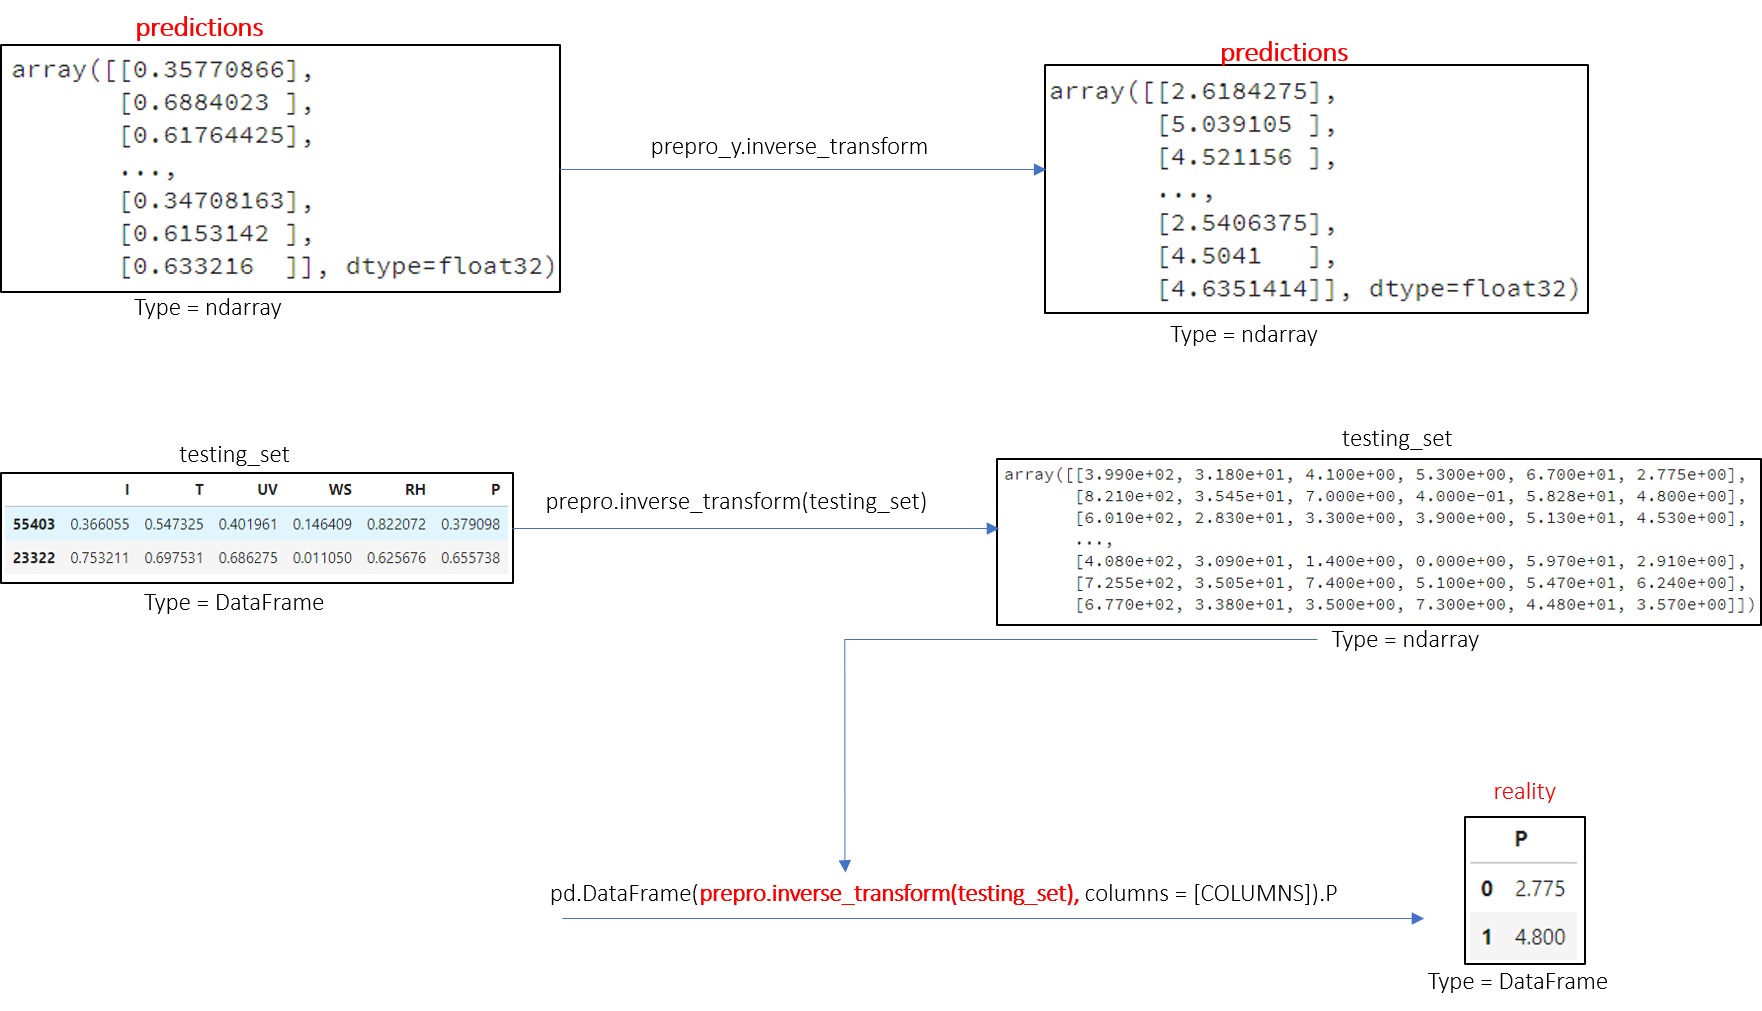 predictions
array([[0.35770866],
[0.6884023 ],
[0.61764425],
...,
[0.34708163],
[0.6153142 ],
[0.633216  ]], dtype=float32)
Type = ndarray
prepro_y.inverse_transform
predictions
array([[2.6184275],
[5.039105 ],
[4.521156 ],
...,
[2.5406375],
[4.5041   ],
[4.6351414]], dtype=float32)
Type = ndarray
testing_set
I T UV WS RH P
55403 0.366055 0.547325 0.401961 0.146409 0.822072 0.379098
23322 0.753211 0.697531 0.686275 0.011050 0.625676 0.655738
Type = DataFrame
prepro.inverse_transform(testing_set)
testing_set
array([[3.990e+02, 3.180e+01, 4.100e+00, 5.300e+00, 6.700e+01, 2.775e+00],
[8.210e+02, 3.545e+01, 7.000e+00, 4.000e-01, 5.828e+01, 4.800e+00],
[6.010e+02, 2.830e+01, 3.300e+00, 3.900e+00, 5.130e+01, 4.530e+00],
...,
[4.080e+02, 3.090e+01, 1.400e+00, 0.000e+00, 5.970e+01, 2.910e+00],
[7.255e+02, 3.505e+01, 7.400e+00, 5.100e+00, 5.470e+01, 6.240e+00],
[6.770e+02, 3.380e+01, 3.500e+00, 7.300e+00, 4.480e+01, 3.570e+00]])
Type = ndarray
pd.DataFrame(prepro.inverse_transform(testing_set), columns = [COLUMNS]).P
reality
P
0 2.775
1 4.800
Type = DataFrame